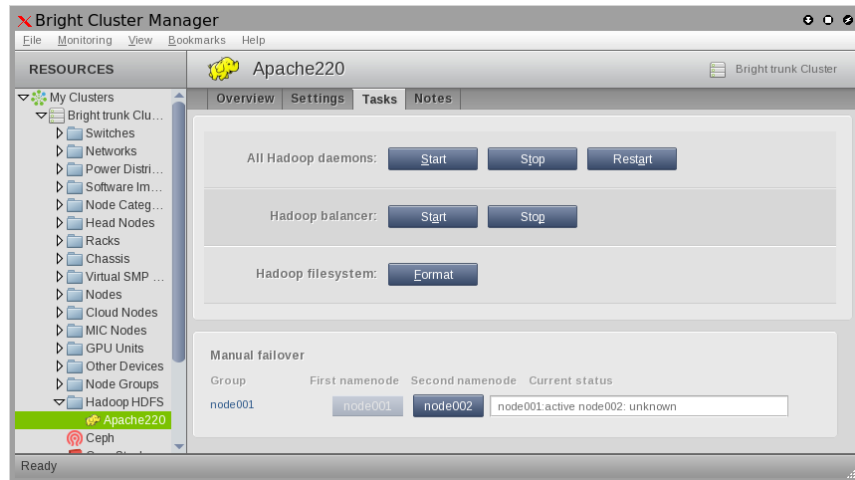 Bright Cluster Manager
File Monitoring View Bookmarks Help
RESOURCES
Apache220
Bright trunk Cluster
My Clusters
Bright trunk Clu...
Switches
Networks
Power Distri...
Software Im...
Node Categ...
Head Nodes
Racks
Chassis
Virtual SMP ...
Nodes
Cloud Nodes
MIC Nodes
GPU Units
Other Devices
Node Groups
Hadoop HDFS
Apache220
Ceph
Overview Settings Tasks Notes
All Hadoop daemons: Start Stop Restart
Hadoop balancer: Start Stop
Hadoop filesystem: Format
Manual failover
Group First namenode Second namenode Current status
node001 node001 node002 node001:active node002: unknown
Ready